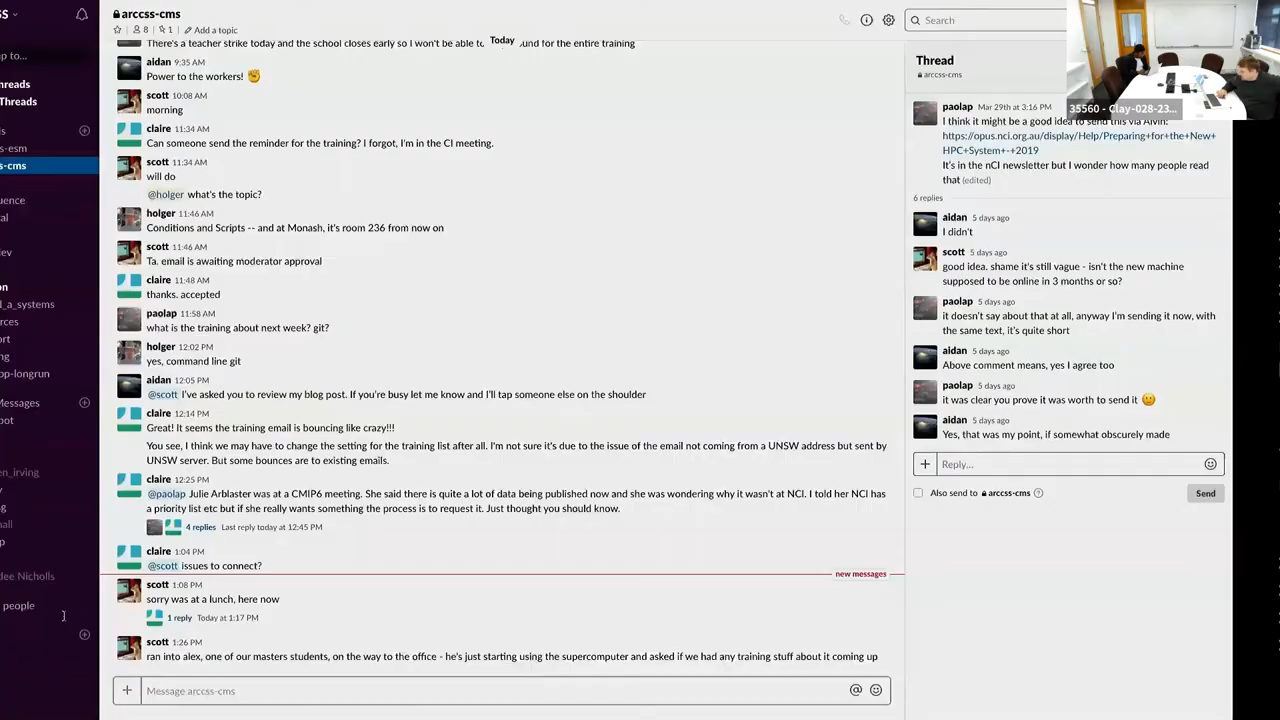 arccss-cms
8
1
Add a topic
Search
There's a teacher strike today and the school closes early so I won't be able to
Today
und for the entire training
aidan 9:35 AM
Power to the workers! ✊
scott 10:08 AM
morning
claire 11:34 AM
Can someone send the reminder for the training? I forgot, I'm in the CI meeting.
scott 11:34 AM
will do
@holger what's the topic?
holger 11:46 AM
Conditions and Scripts -- and at Monash, it's room 236 from now on
scott 11:46 AM
Ta. email is awaiting moderator approval
claire 11:48 AM
thanks. accepted
paolap 11:58 AM
what is the training about next week? git?
holger 12:02 PM
yes, command line git
aidan 12:05 PM
@scott I've asked you to review my blog post. If you're busy let me know and I'll tap someone else on the shoulder
claire 12:14 PM
Great! It seems the training email is bouncing like crazy!!!
You see, I think we may have to change the setting for the training list after all. I'm not sure it's due to the issue of the email not coming from a UNSW address but sent by
UNSW server. But some bounces are to existing emails.
claire 12:25 PM
@paolap Julie Arblaster was at a CMIP6 meeting. She said there is quite a lot of data being published now and she was wondering why it wasn't at NCI. I told her NCI has
a priority list etc but if she really wants something the process is to request it. Just thought you should know.
4 replies Last reply today at 12:45 PM
claire 1:04 PM
@scott issues to connect?
new messages
scott 1:08 PM
sorry was at a lunch, here now
1 reply Today at 1:17 PM
scott 1:26 PM
ran into alex, one of our masters students, on the way to the office - he's just starting using the supercomputer and asked if we had any training stuff about it coming up
Message arccss-cms
Thread
arccss-cms
35560 - Clay-028-23...
paolap Mar 29th at 3:16 PM
I think it might be a good idea to send this via Alvin:
https://opus.nci.org.au/display/Help/Preparing+for+the+New+
HPC+System+-+2019
It's in the nCI newsletter but I wonder how many people read
that (edited)
6 replies
aidan 5 days ago
I didn't
scott 5 days ago
good idea. shame it's still vague - isn't the new machine
supposed to be online in 3 months or so?
paolap 5 days ago
it doesn't say about that at all, anyway I'm sending it now, with
the same text, it's quite short
aidan 5 days ago
Above comment means, yes I agree too
paolap 5 days ago
it was clear you prove it was worth to send it
aidan 5 days ago
Yes, that was my point, if somewhat obscurely made
Reply...
Also send to arccss-cms
Send
p to...
hreads
Threads
s-esm
s-cms
uence
ev
l_a_systems
rces
pp-longrun
Messages
en_irving
dee Nicholls
people